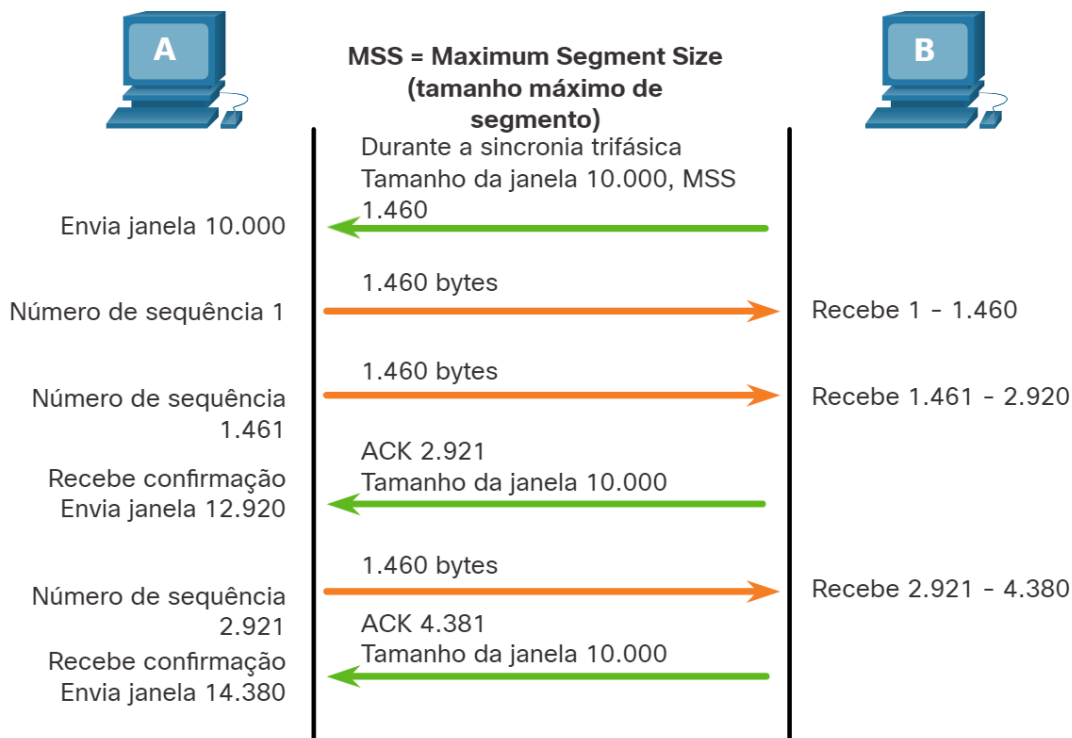 A
B
MSS = Maximum Segment Size
(tamanho máximo de
segmento)
Durante a sincronia trifásica
Tamanho da janela 10.000, MSS
1.460
Envia janela 10.000
1.460 bytes
Número de sequência 1
Recebe 1 - 1.460
1.460 bytes
Número de sequência
1.461
Recebe 1.461 - 2.920
ACK 2.921
Tamanho da janela 10.000
Recebe confirmação
Envia janela 12.920
1.460 bytes
Número de sequência
2.921
Recebe 2.921 - 4.380
ACK 4.381
Tamanho da janela 10.000
Recebe confirmação
Envia janela 14.380